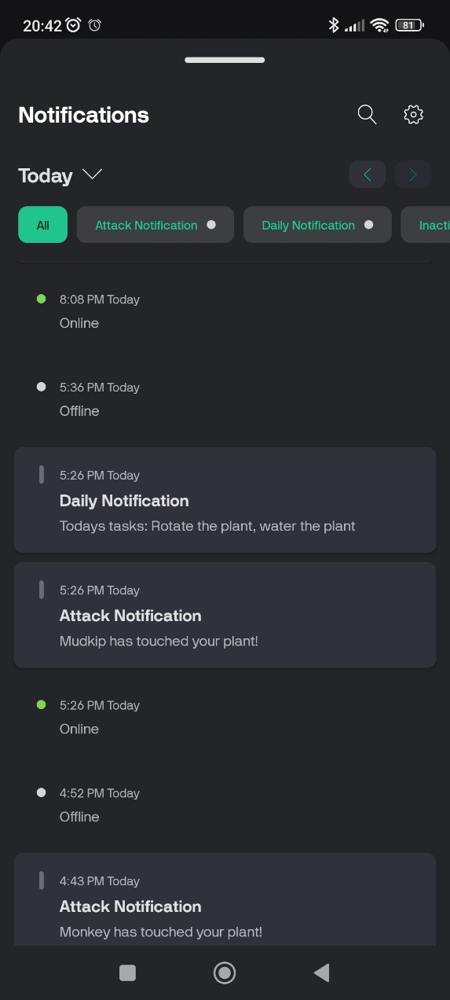 20:42
81
Notifications
Today
All
Attack Notification
Daily Notification
Inacti
8:08 PM Today
Online
5:36 PM Today
Offline
5:26 PM Today
Daily Notification
Todays tasks: Rotate the plant, water the plant
5:26 PM Today
Attack Notification
Mudkip has touched your plant!
5:26 PM Today
Online
4:52 PM Today
Offline
4:43 PM Today
Attack Notification
Monkey has touched your plant!